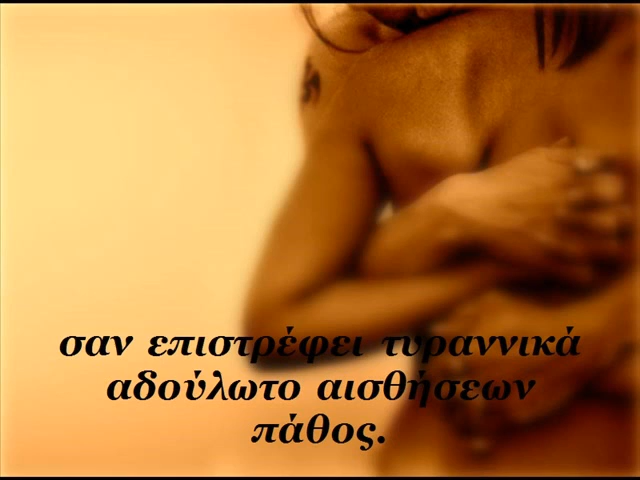 σαν επιστρέφει τυραννικά
αδούλωτο αισθήσεων
πάθος.